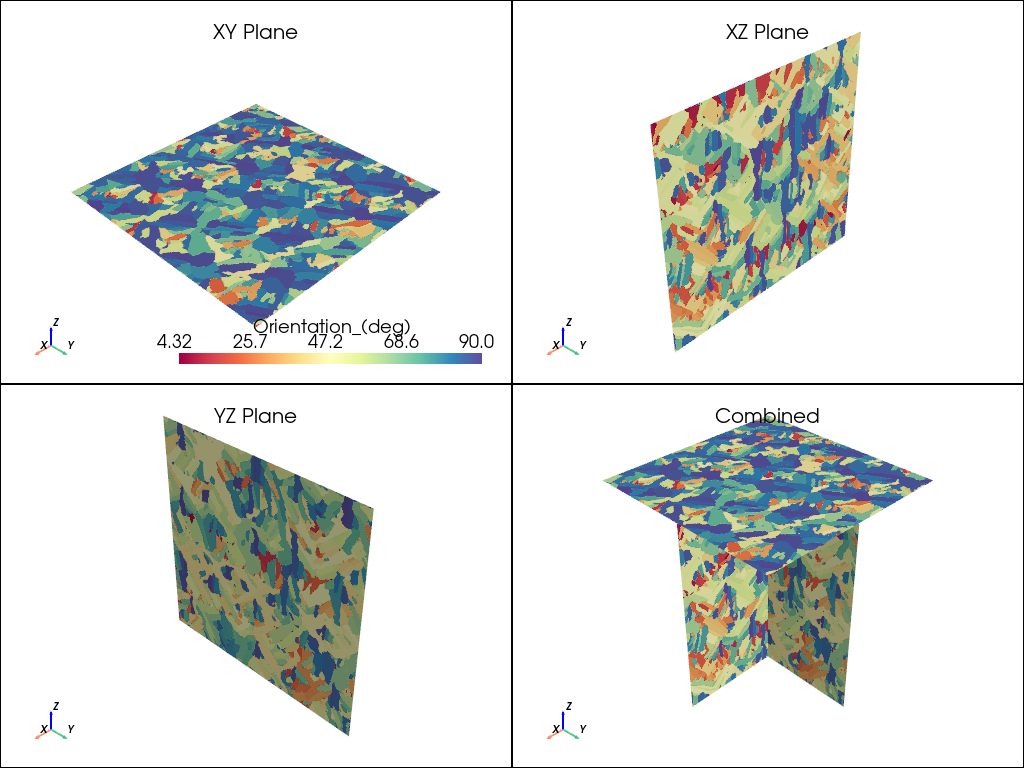 XY Plane
Orientation_(deg)
4.32 25.7 47.2 68.6 90.0
Z
X Y
XZ Plane
Z
X Y
YZ Plane
Z
X Y
Combined
Z
X Y